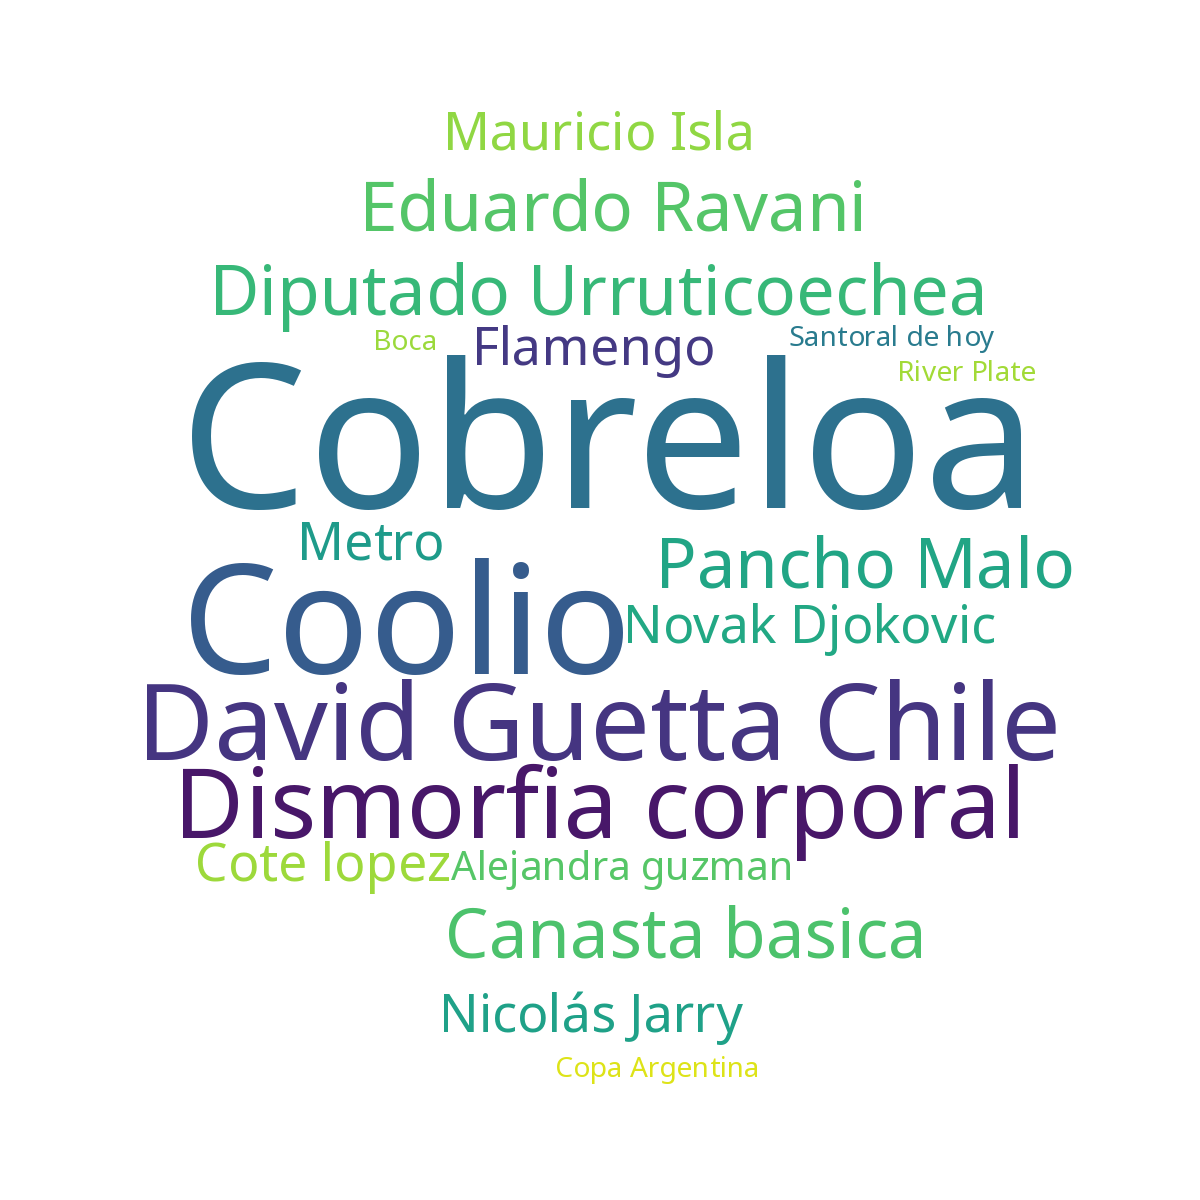 Mauricio Isla
Eduardo Ravani
Diputado Urruticoechea
Boca
Flamengo
Santoral de hoy
River Plate
Cobreloa
Metro
Pancho Malo
Coolio
Novak Djokovic
David Guetta Chile
Dismorfia corporal
Cote lopez
Alejandra guzman
Canasta basica
Nicolás Jarry
Copa Argentina